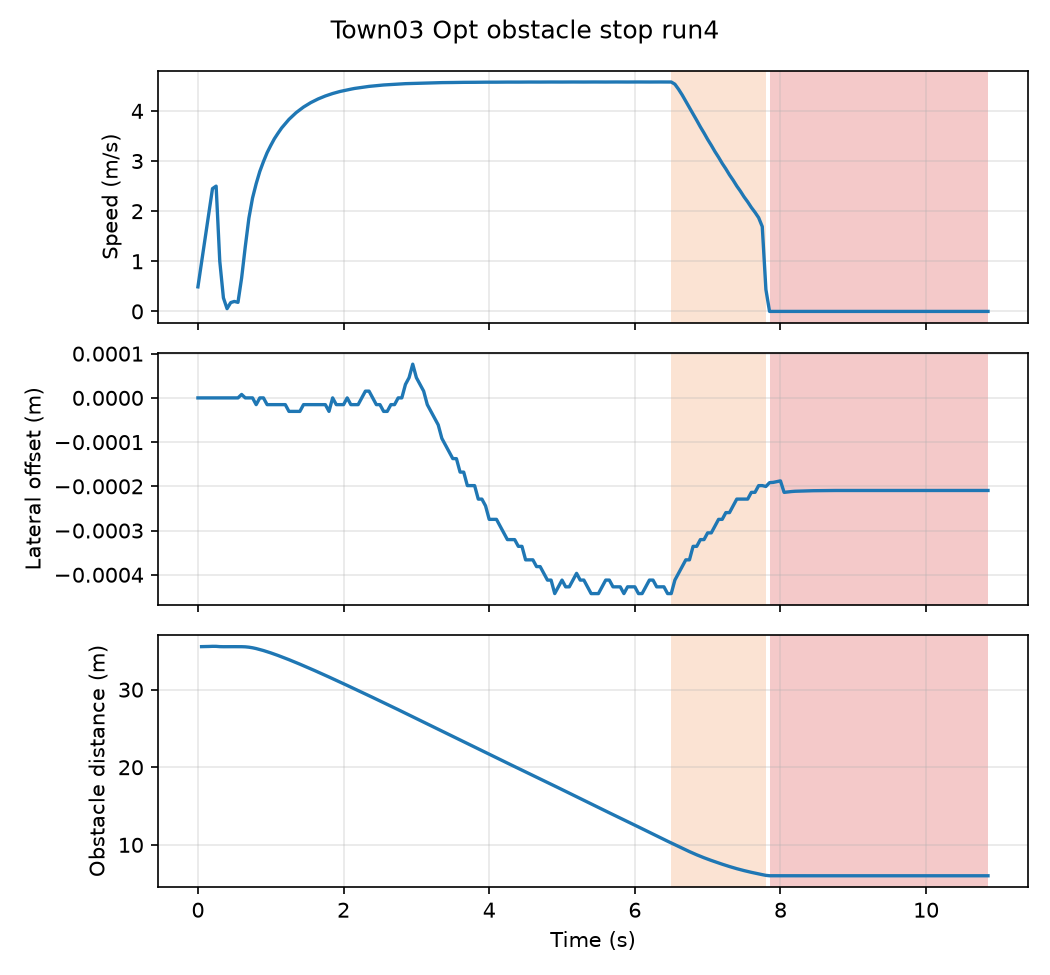 Town03 Opt obstacle stop run4
Speed (m/s)
4
3
2
1
0
Lateral offset (m)
0.0001
0.0000
−0.0001
−0.0002
−0.0003
−0.0004
Obstacle distance (m)
30
20
10
0 2 4 6 8 10
Time (s)